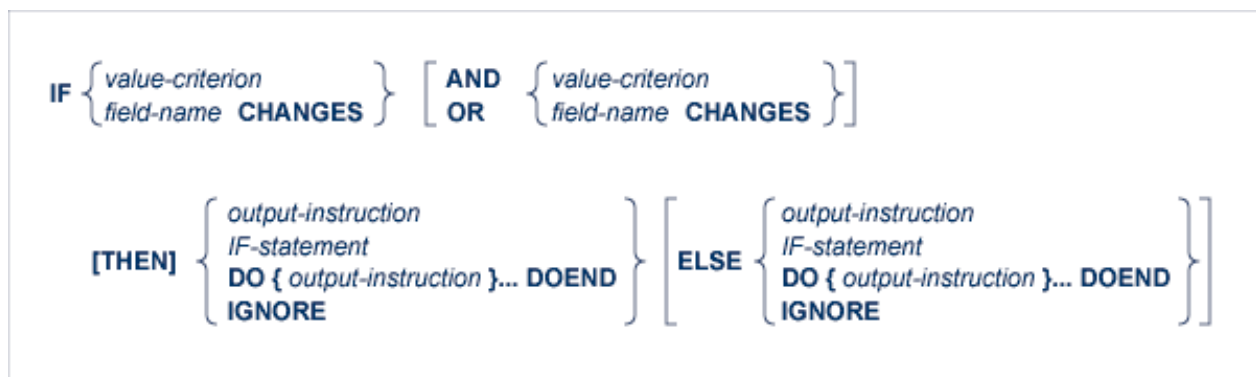 IF { value-criterion } [ AND { value-criterion } ]
field-name CHANGES OR field-name CHANGES
[THEN] { output-instruction } [ ELSE { output-instruction } ]
IF-statement IF-statement
DO { output-instruction }... DOEND DO { output-instruction }... DOEND
IGNORE IGNORE